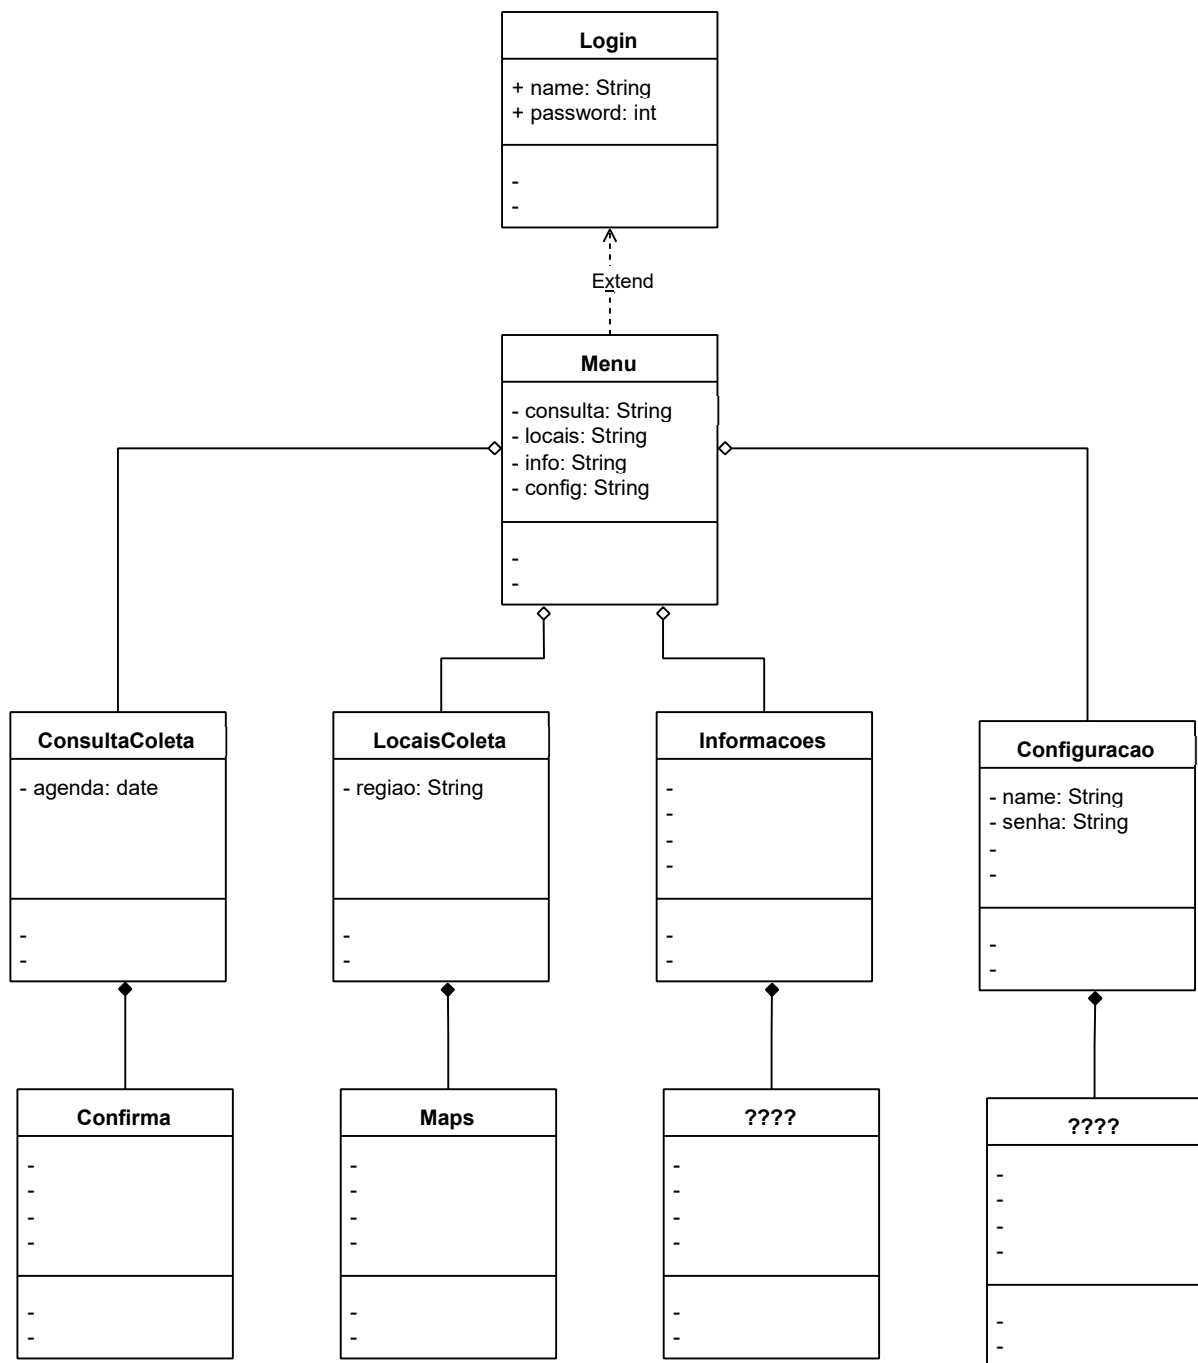 Login
+ name: String
+ password: int
-
-
Extend
Menu
- consulta: String
- locais: String
- info: String
- config: String
-
-
ConsultaColeta
- agenda: date
-
-
LocaisColeta
- regiao: String
-
-
Informacoes
-
-
-
-
-
-
Configuracao
- name: String
- senha: String
-
-
-
-
Confirma
-
-
-
-
-
-
Maps
-
-
-
-
-
-
????
-
-
-
-
-
-
????
-
-
-
-
-
-